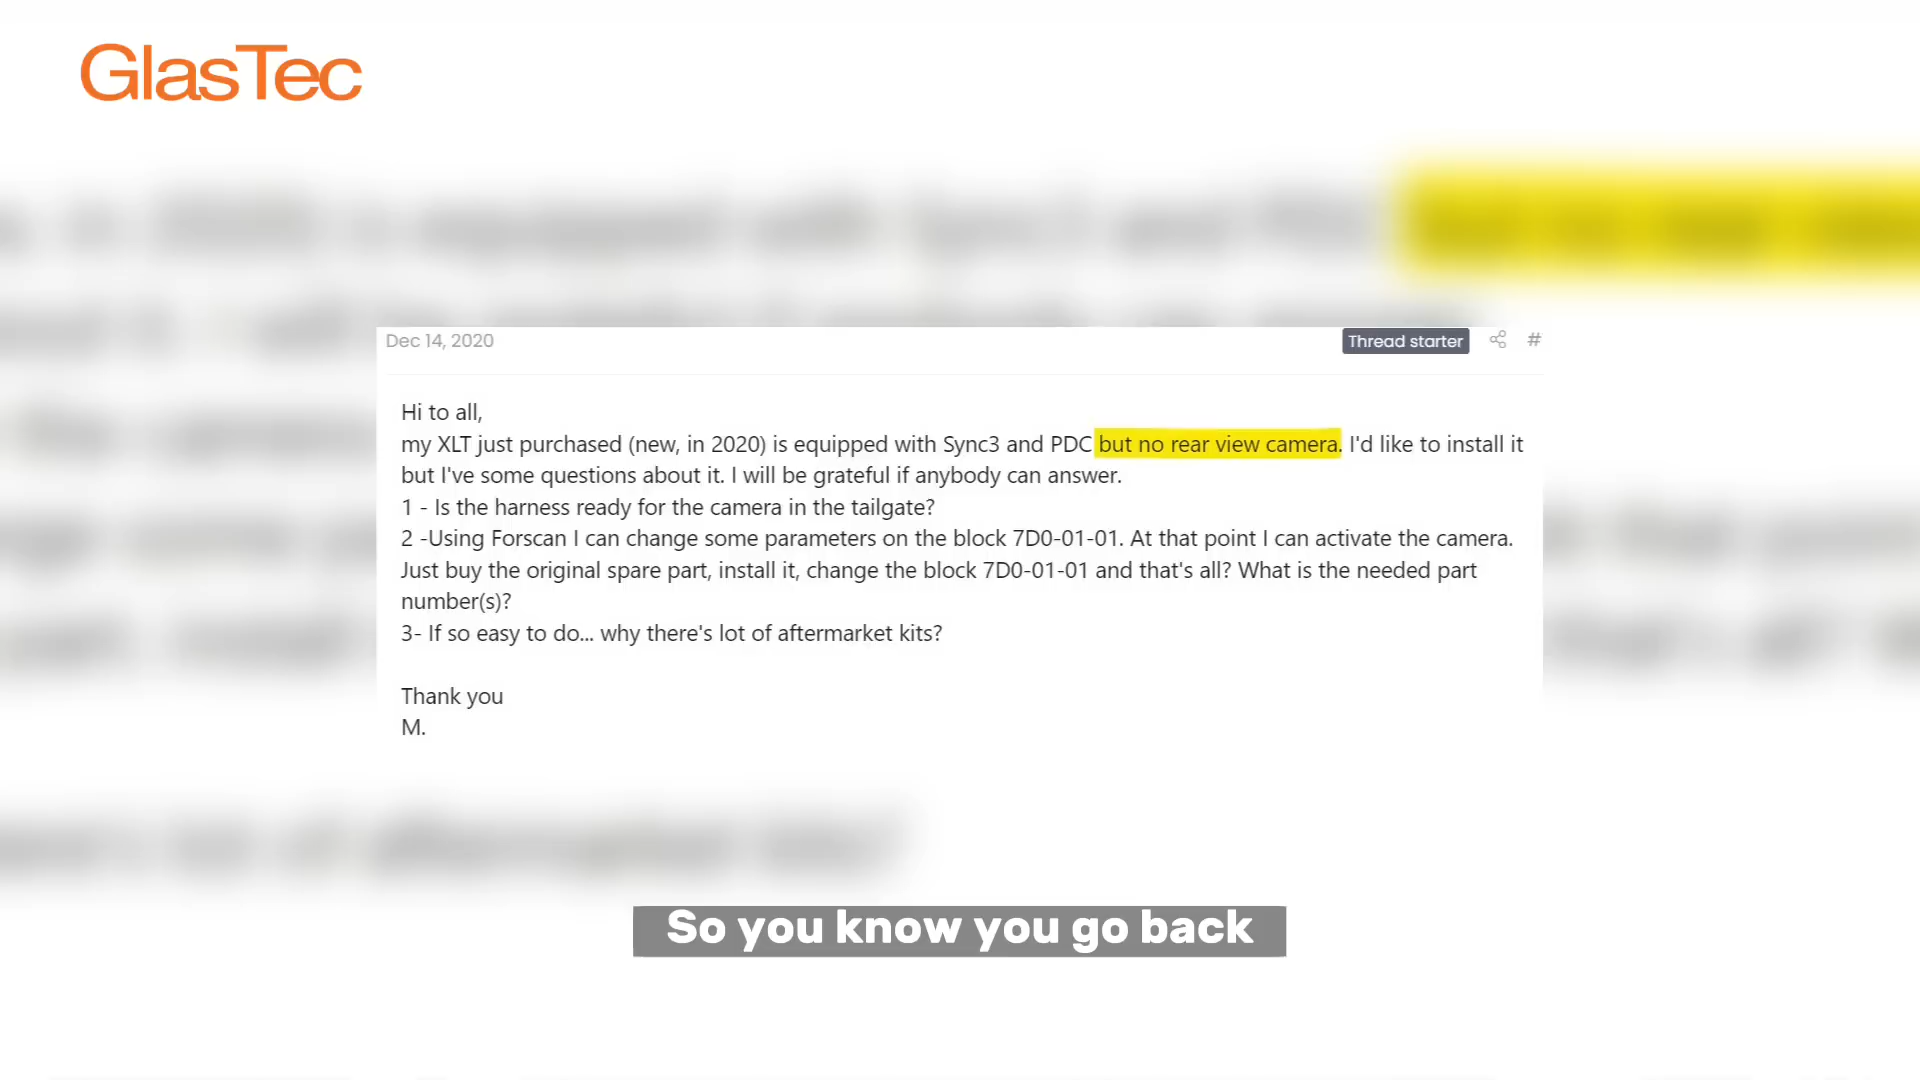 GlasTec
Dec 14, 2020
Thread starter
#
Hi to all,
my XLT just purchased (new, in 2020) is equipped with Sync3 and PDC but no rear view camera. I'd like to install it
but I've some questions about it. I will be grateful if anybody can answer.
1 - Is the harness ready for the camera in the tailgate?
2 -Using Forscan I can change some parameters on the block 7D0-01-01. At that point I can activate the camera.
Just buy the original spare part, install it, change the block 7D0-01-01 and that's all? What is the needed part
number(s)?
3- If so easy to do... why there's lot of aftermarket kits?
Thank you
M.
So you know you go back